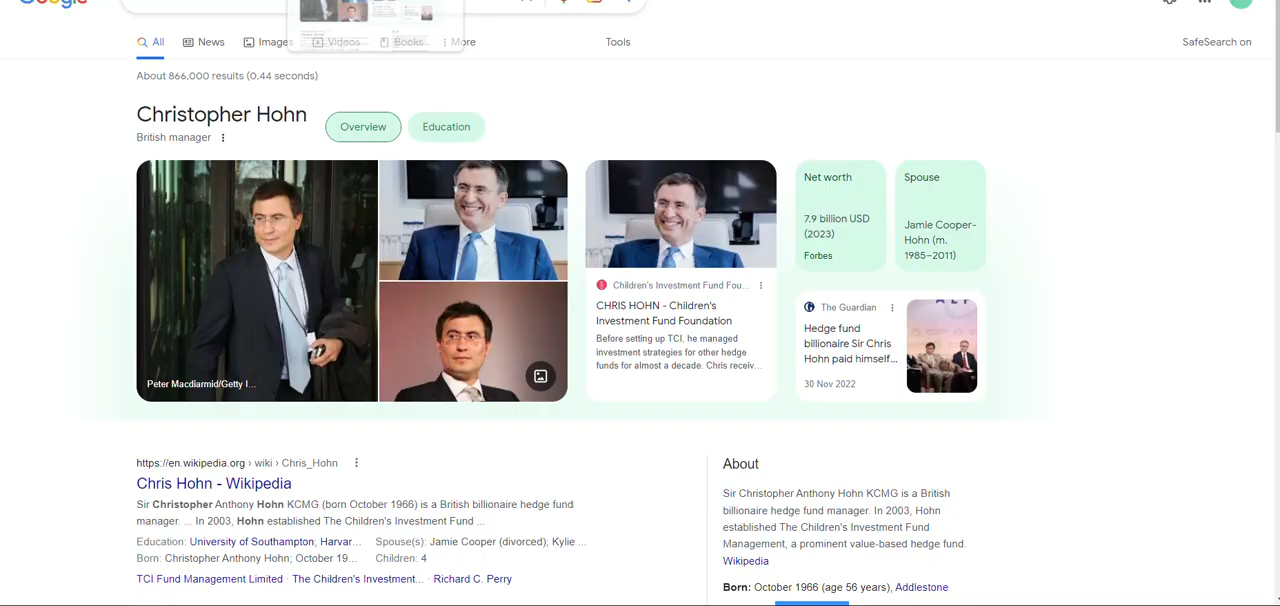 Google
All
News
Images
Videos
Books
More
Tools
SafeSearch on
About 866,000 results (0.44 seconds)
Christopher Hohn
British manager
Overview
Education
Peter Macdiarmid/Getty I...
Children's Investment Fund Fou...
CHRIS HOHN - Children's
Investment Fund Foundation
Before setting up TCI, he managed
investment strategies for other hedge
funds for almost a decade. Chris receiv...
Net worth
7.9 billion USD
(2023)
Forbes
Spouse
Jamie Cooper-
Hohn (m.
1985–2011)
The Guardian
Hedge fund
billionaire Sir Chris
Hohn paid himself...
30 Nov 2022
https://en.wikipedia.org › wiki › Chris_Hohn
Chris Hohn - Wikipedia
Sir Christopher Anthony Hohn KCMG (born October 1966) is a British billionaire hedge fund
manager. ... In 2003, Hohn established The Children's Investment Fund ...
Education: University of Southampton; Harvar...
Spouse(s): Jamie Cooper (divorced); Kylie ...
Born: Christopher Anthony Hohn; October 19...
Children: 4
TCI Fund Management Limited · The Children's Investment... · Richard C. Perry
About
Sir Christopher Anthony Hohn KCMG is a British
billionaire hedge fund manager. In 2003, Hohn
established The Children's Investment Fund
Management, a prominent value-based hedge fund.
Wikipedia
Born: October 1966 (age 56 years), Addlestone